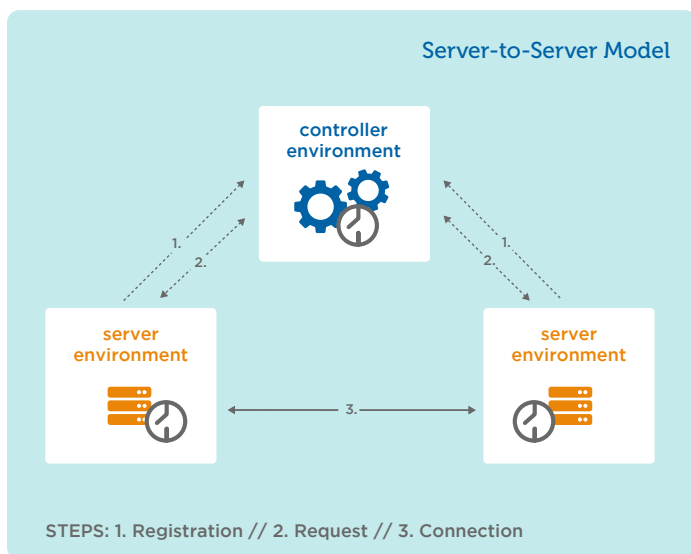 Server-to-Server Model
controller
environment
1.
2.
1.
2.
server
environment
server
environment
3.
STEPS: 1. Registration // 2. Request // 3. Connection